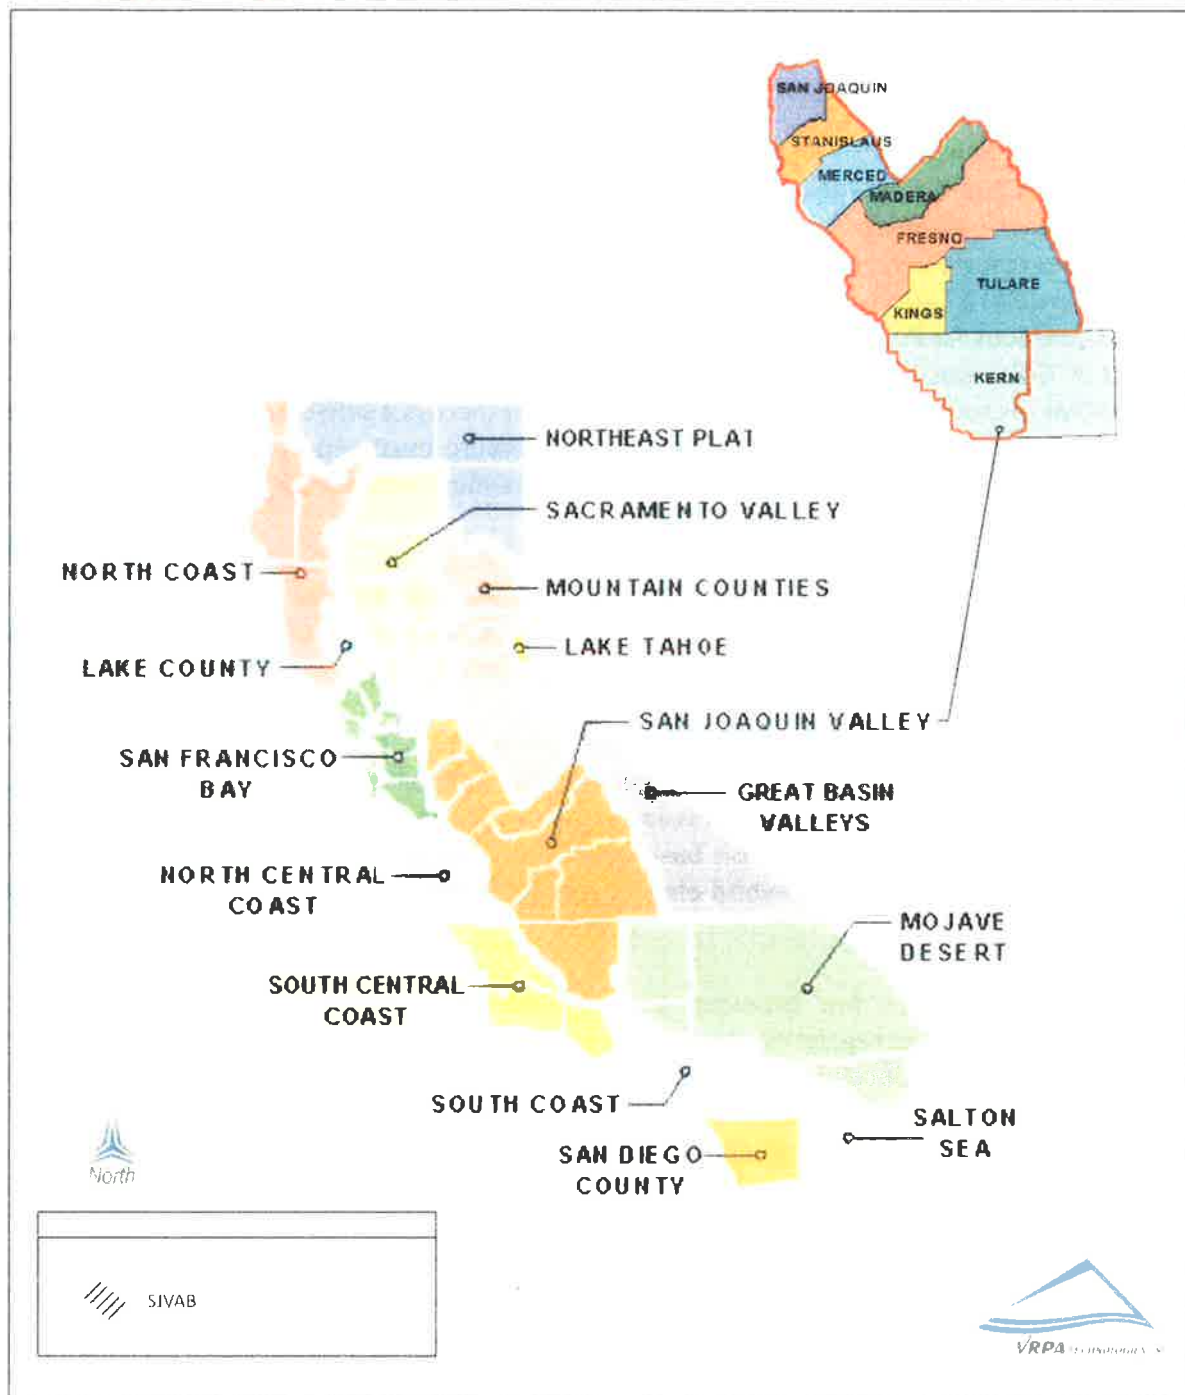 SAN JOAQUIN
STANISLAUS
MERCED
MADERA
FRESNO
TULARE
KINGS
KERN
NORTHEAST PLAT
SACRAMENTO VALLEY
NORTH COAST
MOUNTAIN COUNTIES
LAKE TAHOE
LAKE COUNTY
SAN JOAQUIN VALLEY
SAN FRANCISCO
BAY
GREAT BASIN
VALLEYS
NORTH CENTRAL
COAST
MOJAVE
DESERT
SOUTH CENTRAL
COAST
SOUTH COAST
SALTON
SEA
SAN DIEGO
COUNTY
North
SJVAB
VRPA